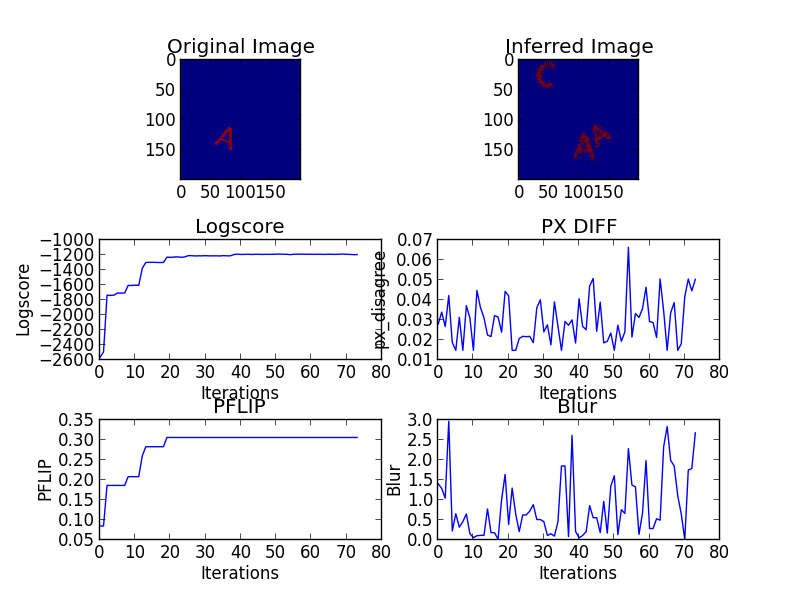 Original Image
Inferred Image
0
50
100
150
0 50 100 150
A
0
50
100
150
0 50 100 150
C
A A
Logscore
−1000
−1200
−1400
−1600
−1800
−2000
−2200
−2400
−2600
Logscore
0 10 20 30 40 50 60 70 80
Iterations
PX DIFF
0.07
0.06
0.05
0.04
0.03
0.02
0.01
px_disagree
0 10 20 30 40 50 60 70 80
Iterations
PFLIP
0.35
0.30
0.25
0.20
0.15
0.10
0.05
PFLIP
0 10 20 30 40 50 60 70 80
Iterations
Blur
3.0
2.5
2.0
1.5
1.0
0.5
0.0
Blur
0 10 20 30 40 50 60 70 80
Iterations